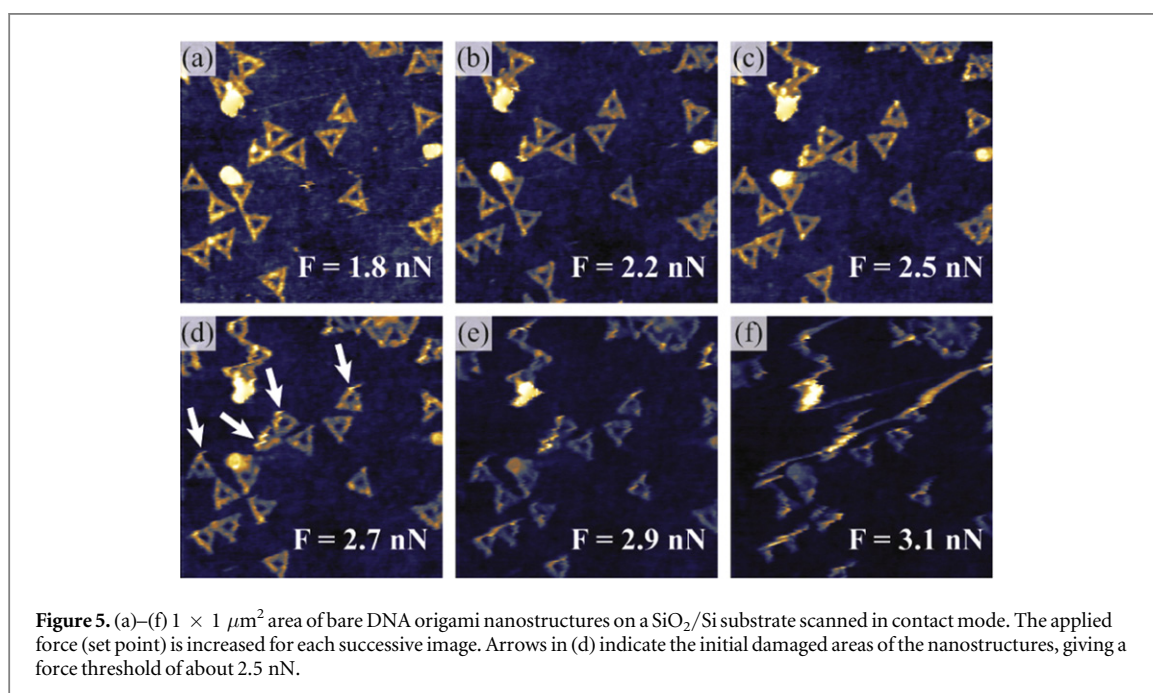 (a)
(b)
(c)
F = 1.8 nN
F = 2.2 nN
F = 2.5 nN
(d)
(e)
(f)
F = 2.7 nN
F = 2.9 nN
F = 3.1 nN
Figure 5. (a)–(f) 1 × 1 μm² area of bare DNA origami nanostructures on a SiO₂/Si substrate scanned in contact mode. The applied
force (set point) is increased for each successive image. Arrows in (d) indicate the initial damaged areas of the nanostructures, giving a
force threshold of about 2.5 nN.